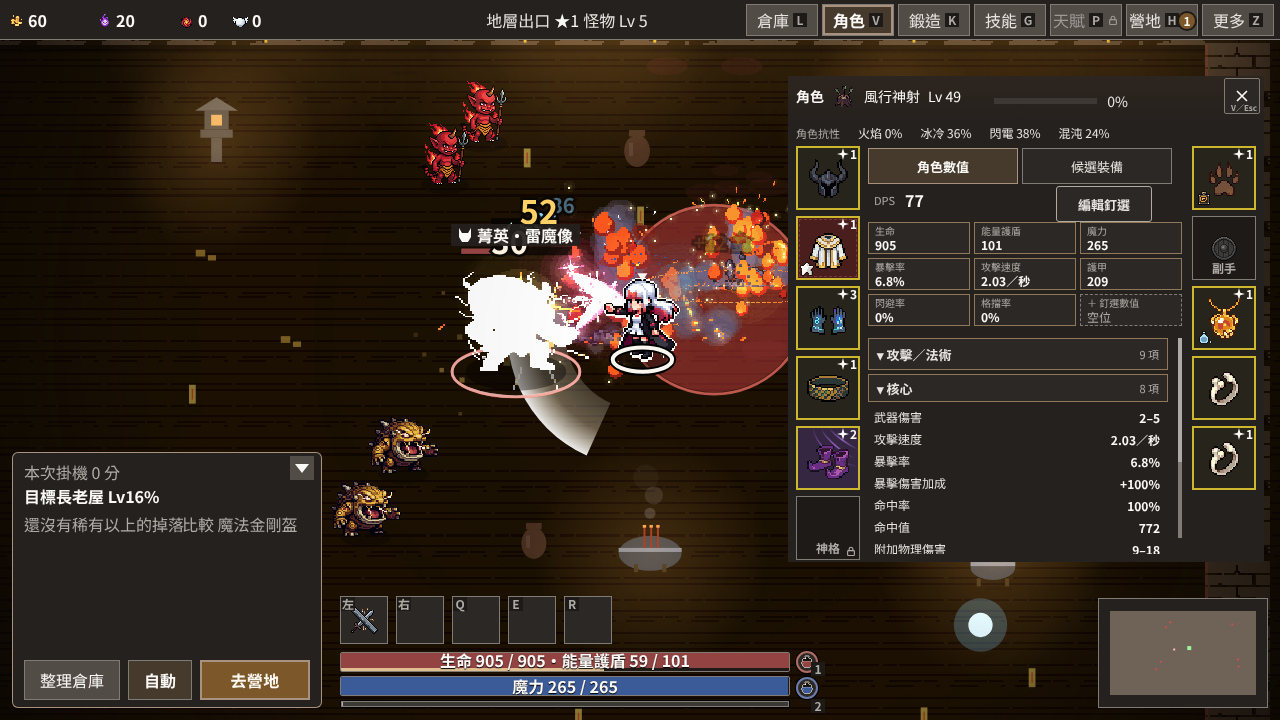 60 20 0 0
地層出口 ★1 怪物 Lv 5
倉庫 L
角色 V
鍛造 K
技能 G
天賦 P
營地 H 1
更多 Z
角色 風行神射 Lv 49 0%
V/Esc
角色抗性 火焰 0% 冰冷 36% 閃電 38% 混沌 24%
角色數值 候選裝備
DPS 77 編輯釘選
生命 能量護盾 魔力
905 101 265
暴擊率 攻擊速度 護甲
6.8% 2.03／秒 209
閃避率 格擋率 ＋ 釘選數值
0% 0% 空位
▼攻擊／法術 9 項
▼核心 8 項
武器傷害 2–5
攻擊速度 2.03／秒
暴擊率 6.8%
暴擊傷害加成 +100%
命中率 100%
命中值 772
附加物理傷害 9–18
1
1
3
1
2
神格
1
副手
1
1
52
菁英・雷魔像
本次掛機 0 分
目標長老屋 Lv16%
還沒有稀有以上的掉落比較 魔法金剛盔
整理倉庫 自動 去營地
左 右 Q E R
生命 905 / 905・能量護盾 59 / 101
1
魔力 265 / 265
2